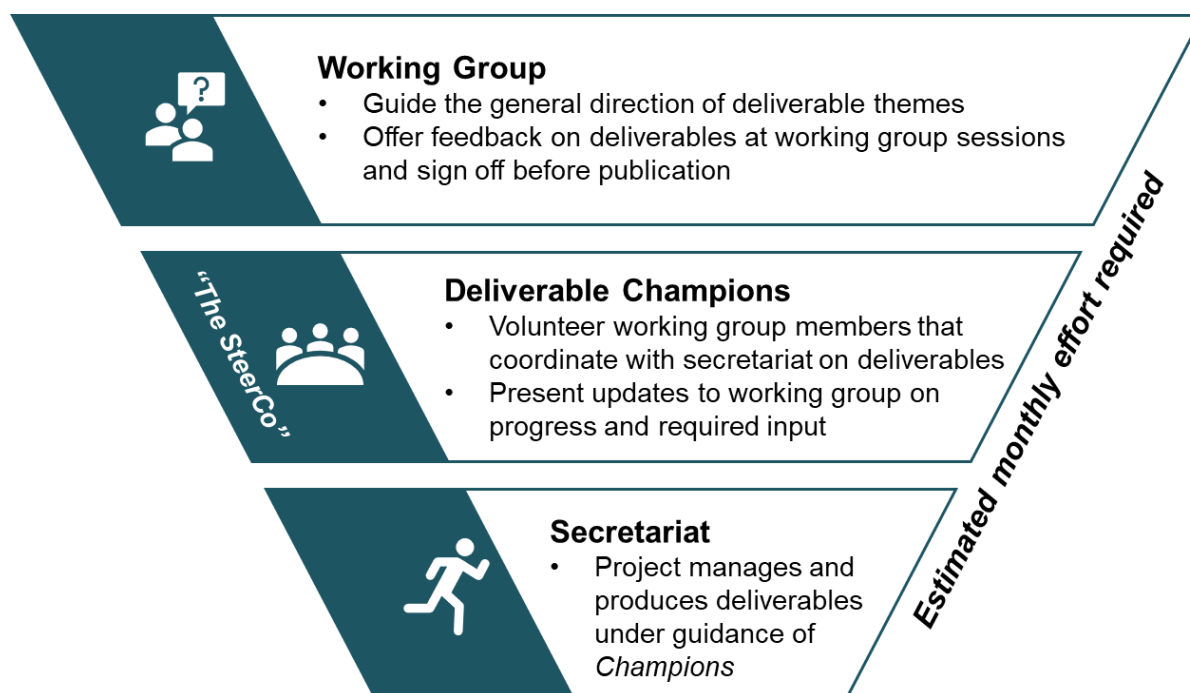 ?
Working Group
• Guide the general direction of deliverable themes
• Offer feedback on deliverables at working group sessions
and sign off before publication
“The SteerCo”
Deliverable Champions
• Volunteer working group members that
coordinate with secretariat on deliverables
• Present updates to working group on
progress and required input
Secretariat
• Project manages and
produces deliverables
under guidance of
Champions
Estimated monthly effort required